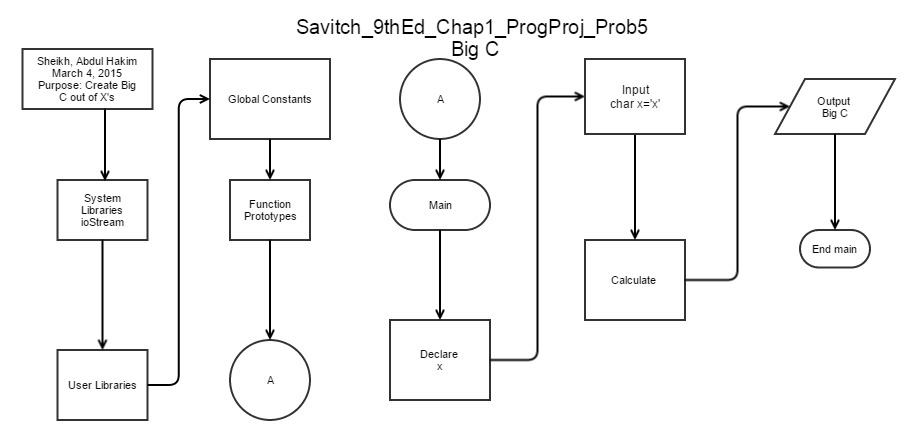 Savitch_9thEd_Chap1_ProgProj_Prob5
Big C
Sheikh, Abdul Hakim
March 4, 2015
Purpose: Create Big
C out of X's
System
Libraries
ioStream
User Libraries
Global Constants
Function
Prototypes
A
A
Main
Declare
x
Input
char x='x'
Calculate
Output
Big C
End main